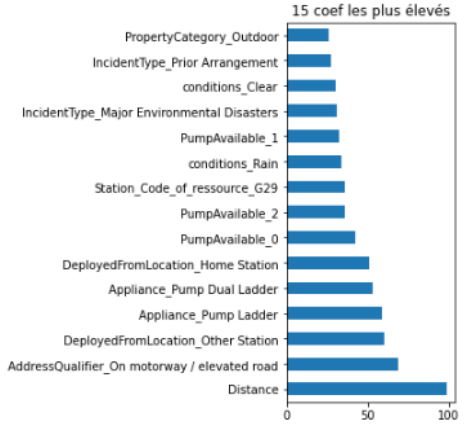 15 coef les plus élevés
PropertyCategory_Outdoor
IncidentType_Prior Arrangement
conditions_Clear
IncidentType_Major Environmental Disasters
PumpAvailable_1
conditions_Rain
Station_Code_of_ressource_G29
PumpAvailable_2
PumpAvailable_0
DeployedFromLocation_Home Station
Appliance_Pump Dual Ladder
Appliance_Pump Ladder
DeployedFromLocation_Other Station
AddressQualifier_On motorway / elevated road
Distance
0 50 100